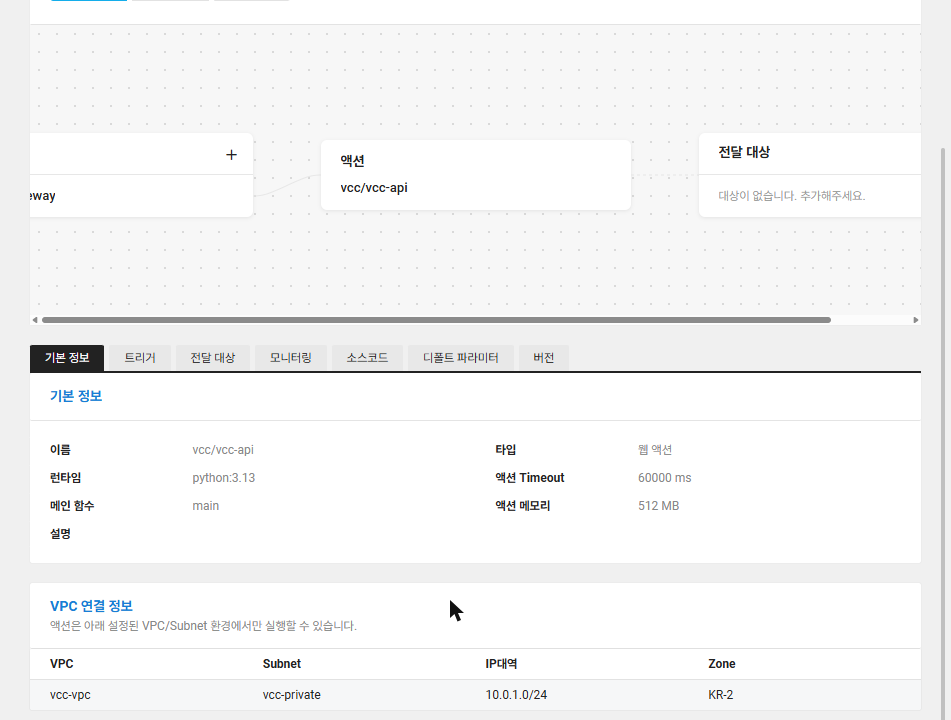 eway
액션
vcc/vcc-api
전달 대상
대상이 없습니다. 추가해주세요.
기본 정보 트리거 전달 대상 모니터링 소스코드 디폴트 파라미터 버전
기본 정보
이름 vcc/vcc-api 타입 웹 액션
런타임 python:3.13 액션 Timeout 60000 ms
메인 함수 main 액션 메모리 512 MB
설명
VPC 연결 정보
액션은 아래 설정된 VPC/Subnet 환경에서만 실행할 수 있습니다.
VPC Subnet IP대역 Zone
vcc-vpc vcc-private 10.0.1.0/24 KR-2